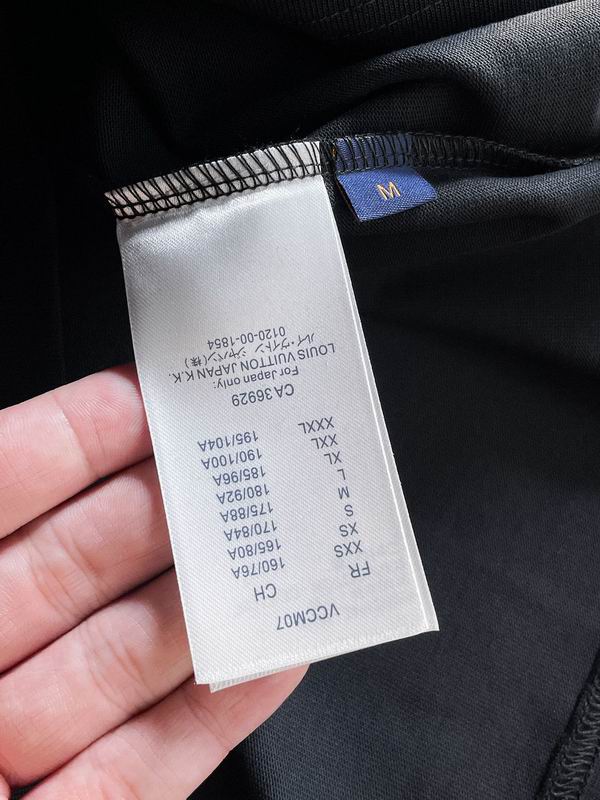 VCCM07
FR CH
XXS 160/76A
XS 165/80A
S 170/84A
M 175/88A
L 180/92A
XL 185/96A
XXL 190/100A
XXXL 195/104A
CA36929
For Japan only:
LOUIS VUITTON JAPAN K.K.
ルイ・ヴィトン ジャパン(株)
0120-00-1854
M